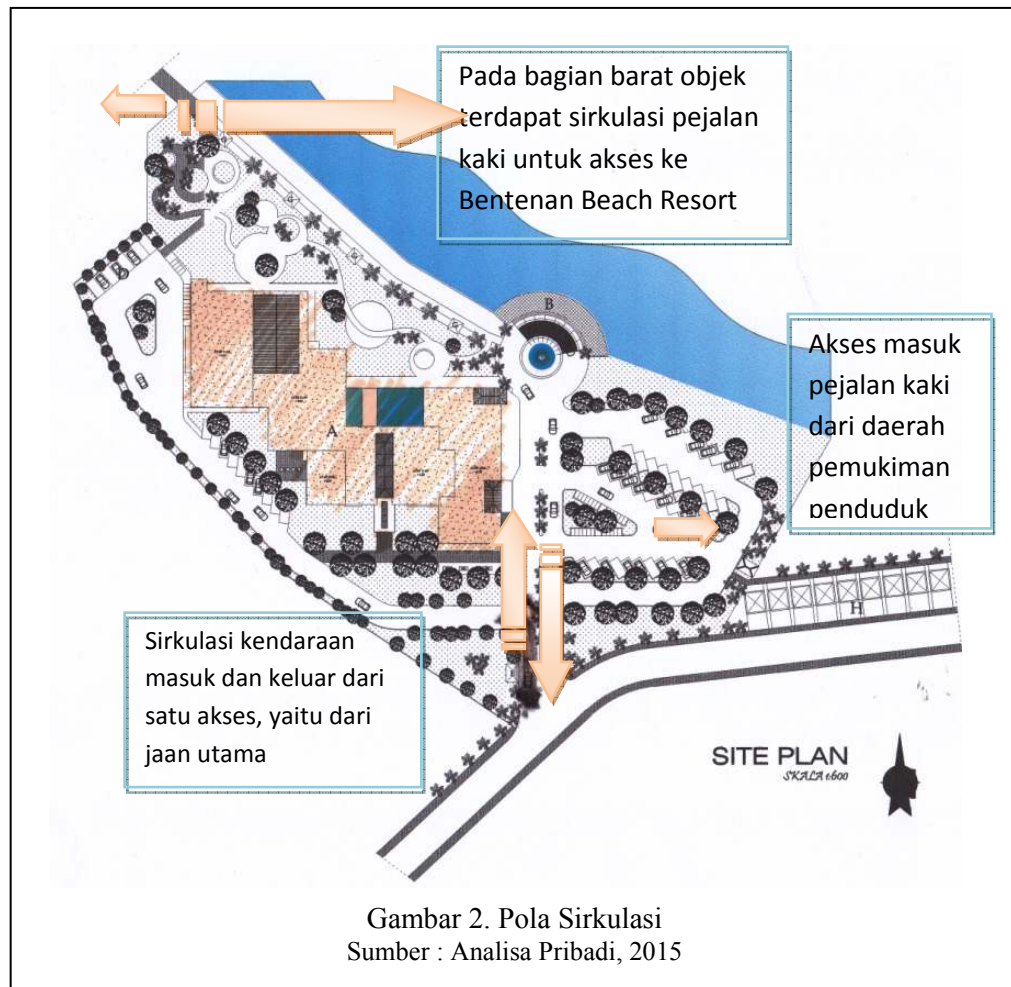 Pada bagian barat objek
terdapat sirkulasi pejalan
kaki untuk akses ke
Bentenan Beach Resort
B
Akses masuk
pejalan kaki
dari daerah
pemukiman
penduduk
A
H
Sirkulasi kendaraan
masuk dan keluar dari
satu akses, yaitu dari
jaan utama
SITE PLAN
SKALA 1:600
Gambar 2. Pola Sirkulasi
Sumber : Analisa Pribadi, 2015